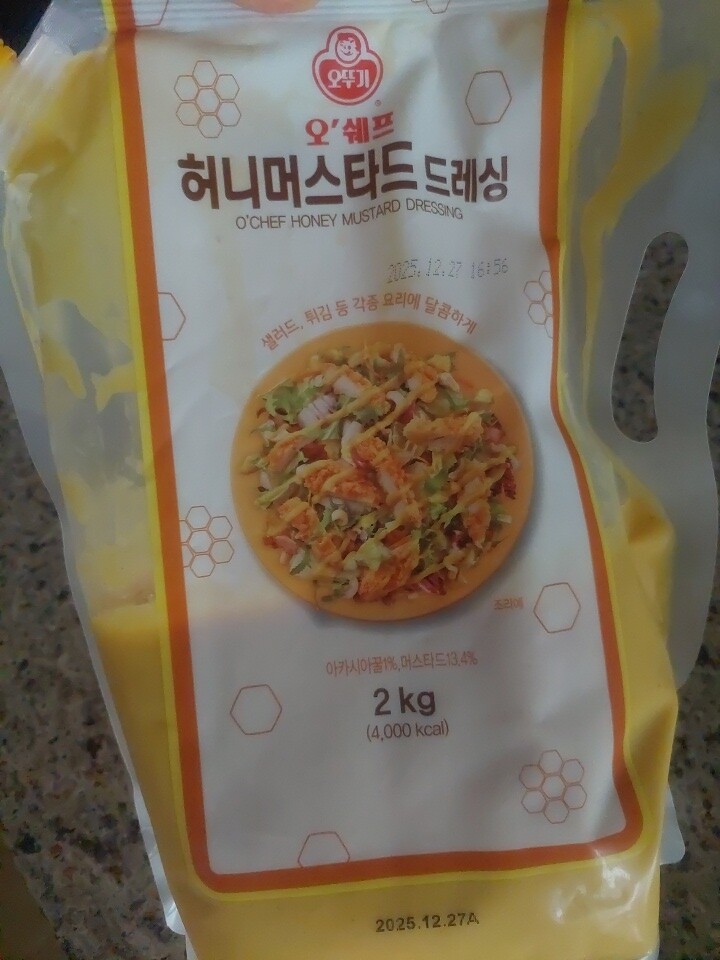 오뚜기
오'쉐프
허니머스타드 드레싱
O'CHEF HONEY MUSTARD DRESSING
2025.12.27 16:56
샐러드, 튀김 등 각종 요리에 달콤하게
조리예
아카시아꿀1%,머스타드13.4%
2 kg
(4,000 kcal)
2025.12.27A